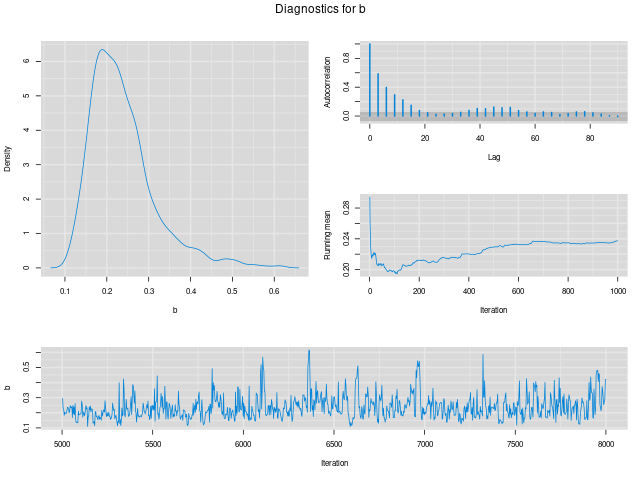 Diagnostics for b
Density
0 1 2 3 4 5 6
0.1 0.2 0.3 0.4 0.5 0.6
b
Autocorrelation
0.0 0.4 0.8
0 20 40 60 80
Lag
Running mean
0.20 0.24 0.28
0 200 400 600 800 1000
Iteration
b
0.1 0.3 0.5
5000 5500 6000 6500 7000 7500 8000
Iteration